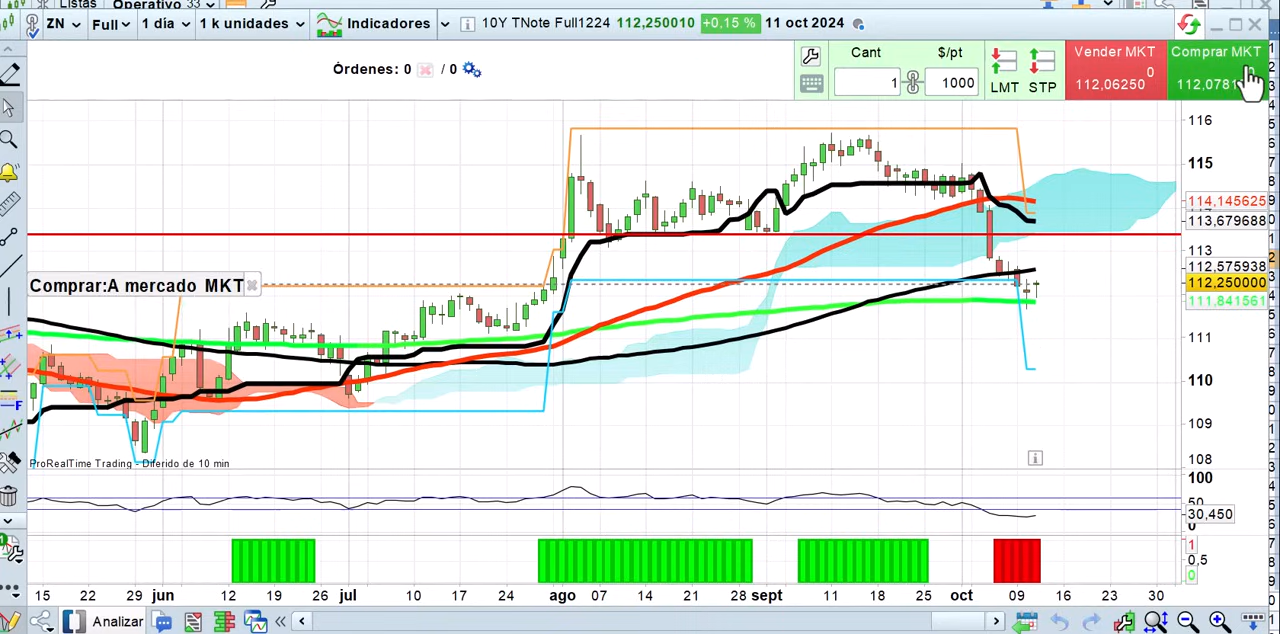 Listas Operativo 33
ZN Full 1 día 1 k unidades Indicadores 10Y TNote Full1224 112,250010 +0,15 % 11 oct 2024
Órdenes: 0 / 0
Cant $/pt
1 1000
LMT STP
Vender MKT
0
112,06250
Comprar MKT
112,0781
116
115
114,145625
113,679688
113
112,575938
112,250000
111,841561
111
110
109
108
Comprar:A mercado MKT
ProRealTime Trading - Diferido de 10 min
100
50
30,450
0
1
0,5
0
15 22 29 jun 12 19 26 jul 10 17 24 ago 07 14 21 28 sept 11 18 25 oct 09 16 23 30
Analizar